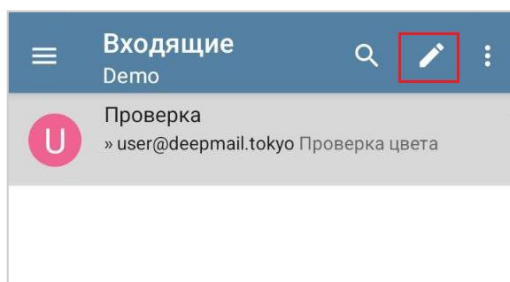 Входящие
Demo
Проверка
U
» user@deepmail.tokyo Проверка цвета